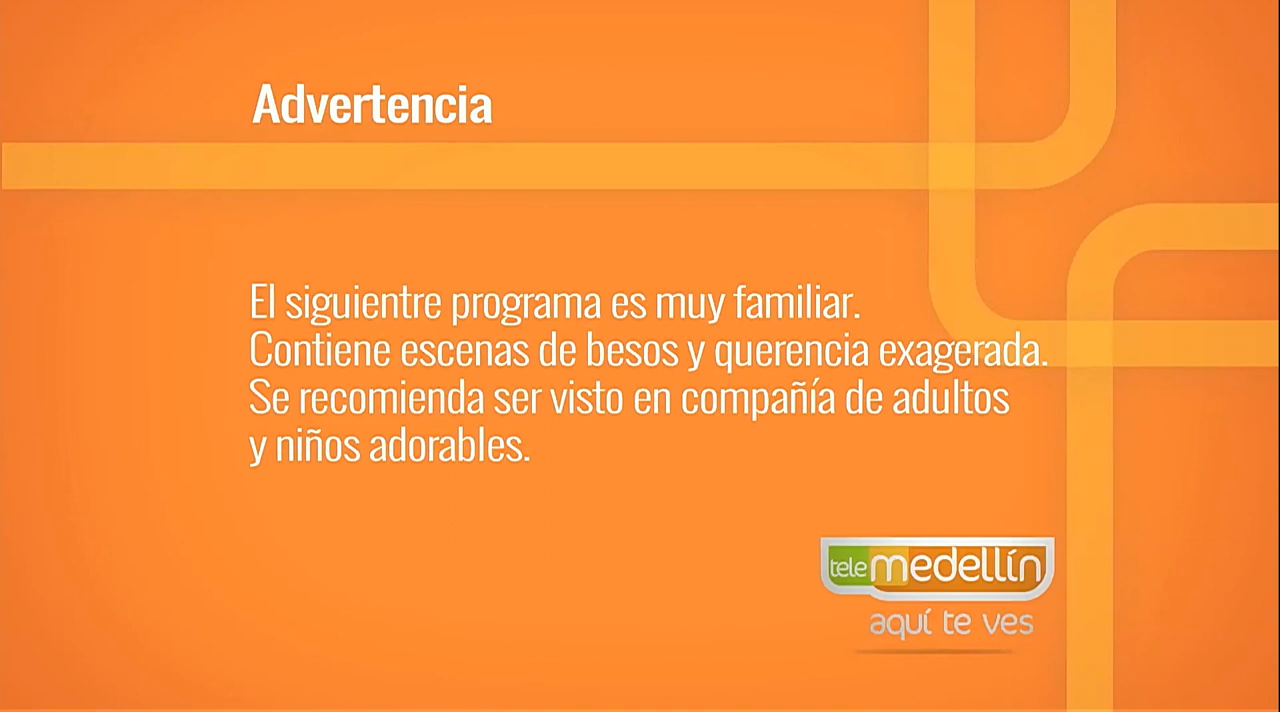 Advertencia
El siguientre programa es muy familiar.
Contiene escenas de besos y querencia exagerada.
Se recomienda ser visto en compañía de adultos
y niños adorables.
tele medellín
aquí te ves